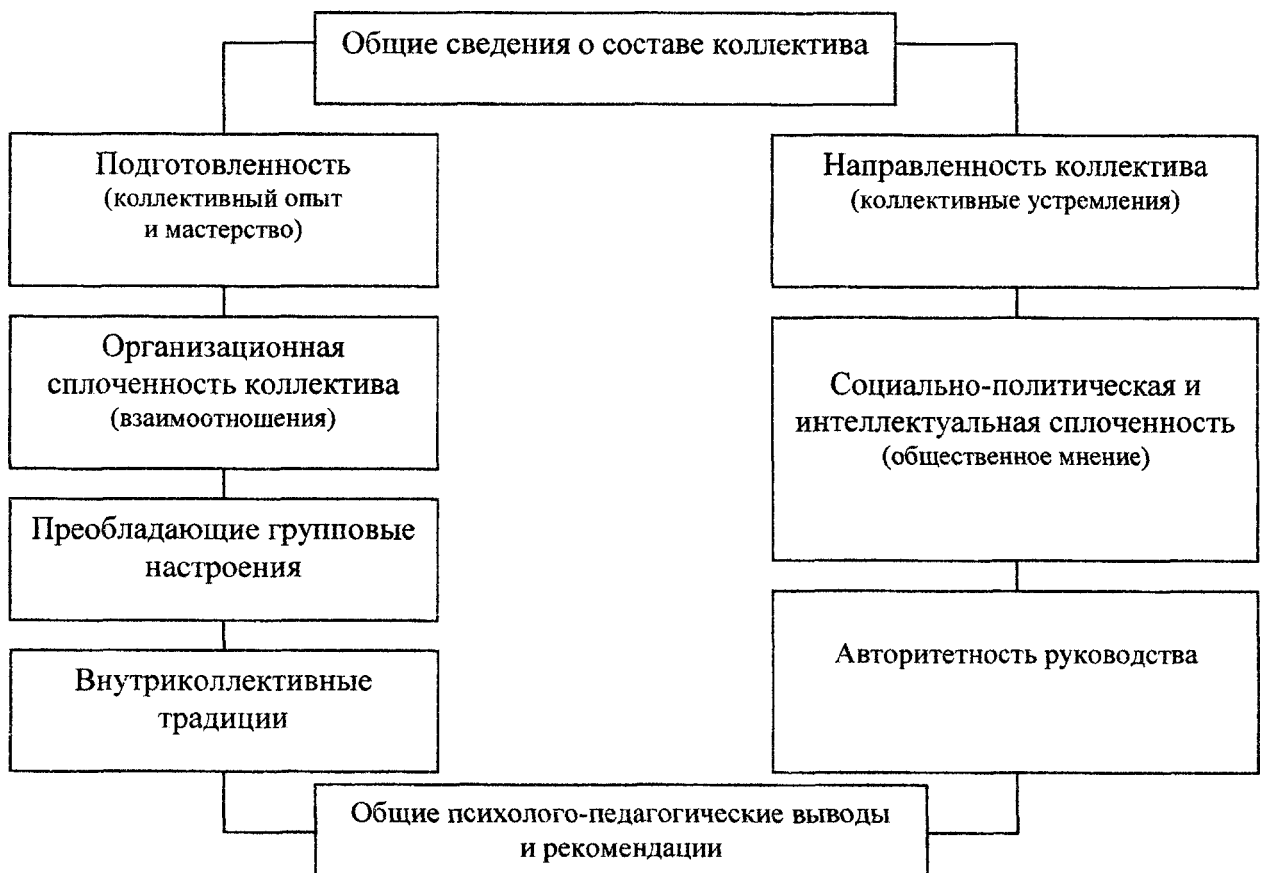 Общие сведения о составе коллектива
Подготовленность
(коллективный опыт
и мастерство)
Организационная
сплоченность коллектива
(взаимоотношения)
Преобладающие групповые
настроения
Внутриколлективные
традиции
Направленность коллектива
(коллективные устремления)
Социально-политическая и
интеллектуальная сплоченность
(общественное мнение)
Авторитетность руководства
Общие психолого-педагогические выводы
и рекомендации